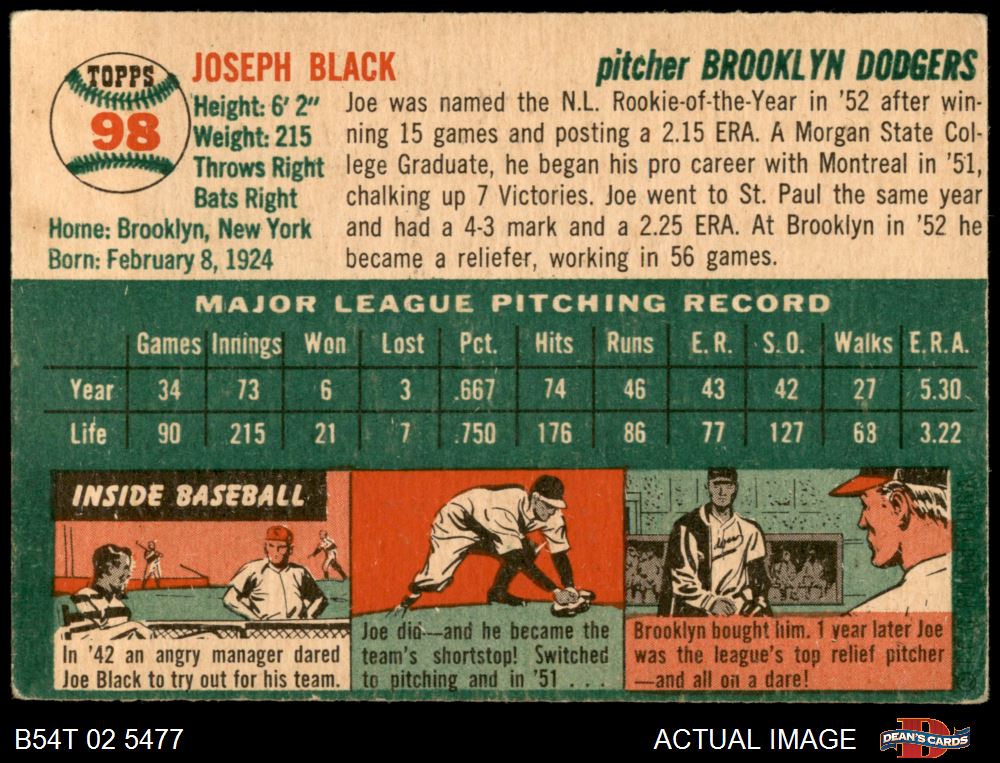 TOPPS
98
JOSEPH BLACK
pitcher BROOKLYN DODGERS
Height: 6' 2"
Weight: 215
Throws Right
Bats Right
Home: Brooklyn, New York
Born: February 8, 1924
Joe was named the N.L. Rookie-of-the-Year in '52 after win-
ning 15 games and posting a 2.15 ERA. A Morgan State Col-
lege Graduate, he began his pro career with Montreal in '51,
chalking up 7 Victories. Joe went to St. Paul the same year
and had a 4-3 mark and a 2.25 ERA. At Brooklyn in '52 he
became a reliefer, working in 56 games.
MAJOR LEAGUE PITCHING RECORD
Games Innings Won Lost Pct. Hits Runs E.R. S.O. Walks E.R.A.
Year 34 73 6 3 .667 74 46 43 42 27 5.30
Life 90 215 21 7 .750 176 86 77 127 68 3.22
INSIDE BASEBALL
In '42 an angry manager dared
Joe Black to try out for his team.
Joe did—and he became the
team's shortstop! Switched
to pitching and in '51 . . .
Brooklyn bought him. 1 year later Joe
was the league's top relief pitcher
—and all on a dare!
B54T 02 5477
ACTUAL IMAGE
DEAN'S CARDS